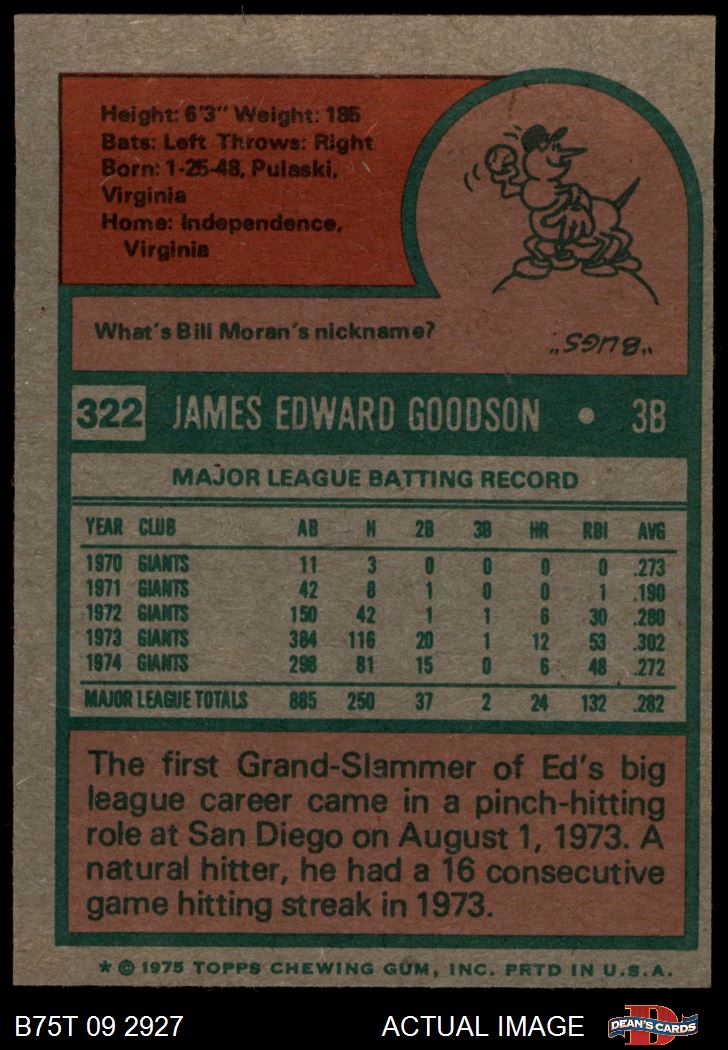 Height: 6'3" Weight: 185
Bats: Left Throws: Right
Born: 1-25-48, Pulaski,
Virginia
Home: Independence,
Virginia
What's Bill Moran's nickname?
"BUGS"
322 JAMES EDWARD GOODSON • 3B
MAJOR LEAGUE BATTING RECORD
YEAR CLUB AB H 2B 3B HR RBI AVG
1970 GIANTS 11 3 0 0 0 0 .273
1971 GIANTS 42 8 1 0 0 1 .190
1972 GIANTS 150 42 1 1 6 30 .280
1973 GIANTS 384 116 20 1 12 53 .302
1974 GIANTS 298 81 15 0 6 48 .272
MAJOR LEAGUE TOTALS 885 250 37 2 24 132 .282
The first Grand-Slammer of Ed's big
league career came in a pinch-hitting
role at San Diego on August 1, 1973. A
natural hitter, he had a 16 consecutive
game hitting streak in 1973.
* © 1975 TOPPS CHEWING GUM, INC. PRTD IN U.S.A.
B75T 09 2927 ACTUAL IMAGE D DEAN'S CARDS